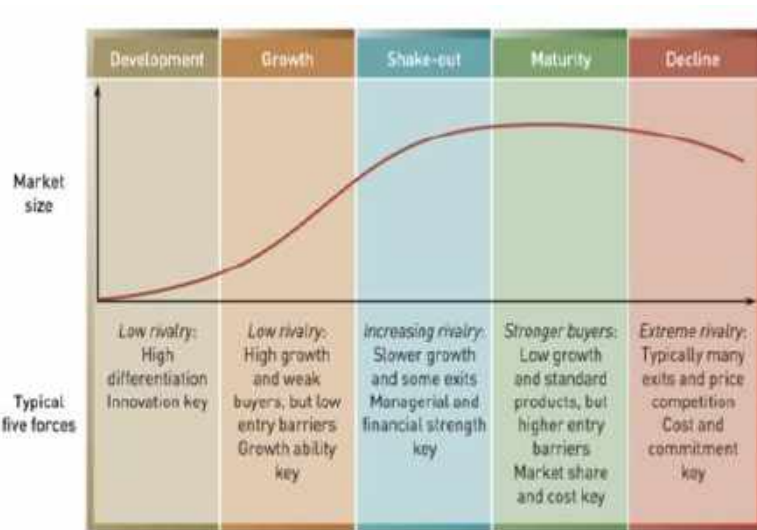 Development
Growth
Shake-out
Maturity
Decline
Market
size
Typical
five forces
Low rivalry:
High
differentiation
Innovation key
Low rivalry:
High growth
and weak
buyers, but low
entry barriers
Growth ability
key
Increasing rivalry:
Slower growth
and some exits
Managerial and
financial strength
key
Stronger buyers:
Low growth
and standard
products, but
higher entry
barriers
Market share
and cost key
Extreme rivalry:
Typically many
exits and price
competition
Cost and
commitment
key